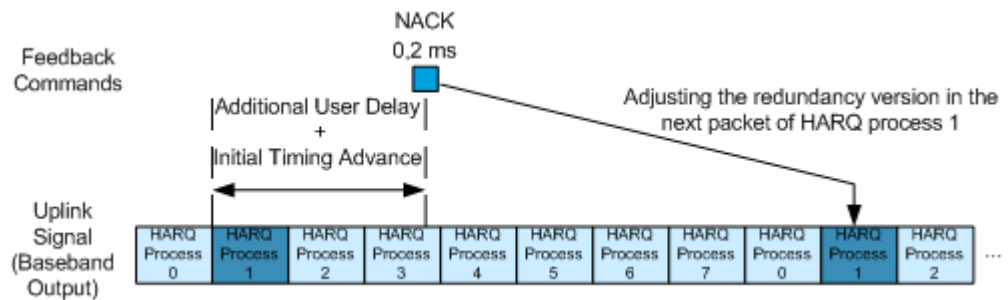 NACK
0,2 ms
Feedback
Commands
Additional User Delay
+
Initial Timing Advance
Adjusting the redundancy version in the
next packet of HARQ process 1
Uplink
Signal
(Baseband
Output)
HARQ
Process
0
HARQ
Process
1
HARQ
Process
2
HARQ
Process
3
HARQ
Process
4
HARQ
Process
5
HARQ
Process
6
HARQ
Process
7
HARQ
Process
0
HARQ
Process
1
HARQ
Process
2
...